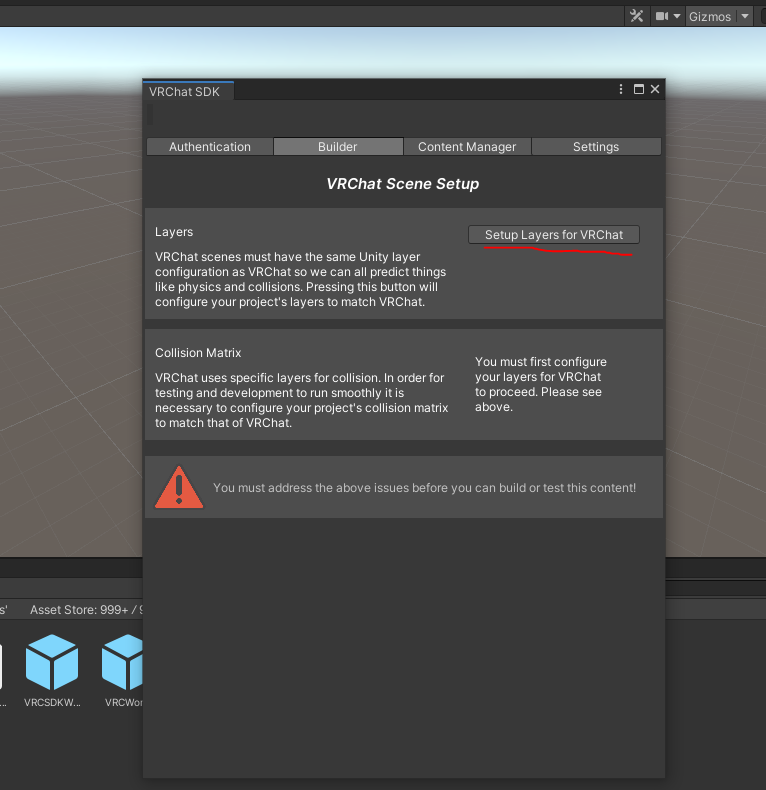 Gizmos
VRChat SDK
Authentication
Builder
Content Manager
Settings
VRChat Scene Setup
Layers
Setup Layers for VRChat
VRChat scenes must have the same Unity layer
configuration as VRChat so we can all predict things
like physics and collisions. Pressing this button will
configure your project's layers to match VRChat.
Collision Matrix
VRChat uses specific layers for collision. In order for
testing and development to run smoothly it is
necessary to configure your project's collision matrix
to match that of VRChat.
You must first configure
your layers for VRChat
to proceed. Please see
above.
You must address the above issues before you can build or test this content!
s'
Asset Store: 999+ / 9
...
VRCSDKW...
VRCWor